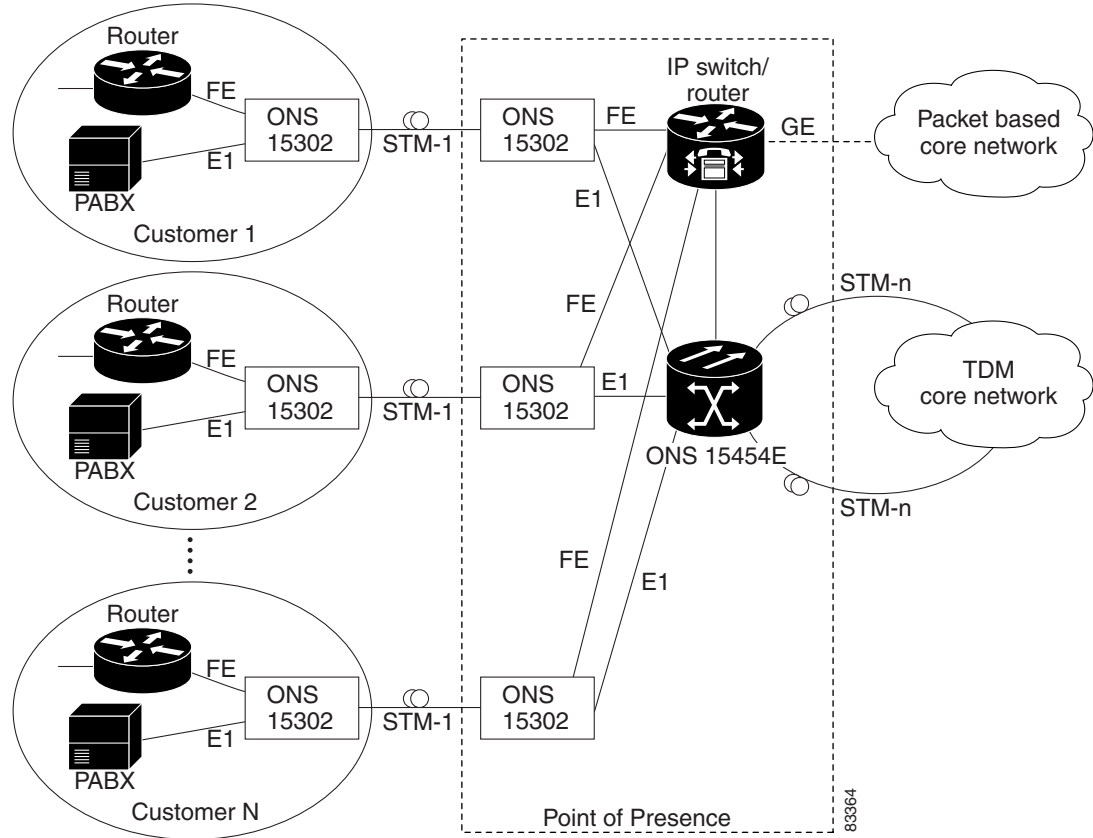 Router
FE
ONS
15302
E1
PABX
Customer 1
STM-1
ONS
15302
FE
E1
IP switch/
router
GE
Packet based
core network
Router
FE
ONS
15302
E1
PABX
Customer 2
STM-1
ONS
15302
FE
E1
ONS 15454E
STM-n
TDM
core network
STM-n
Router
FE
ONS
15302
E1
PABX
Customer N
STM-1
ONS
15302
FE
E1
Point of Presence
83364